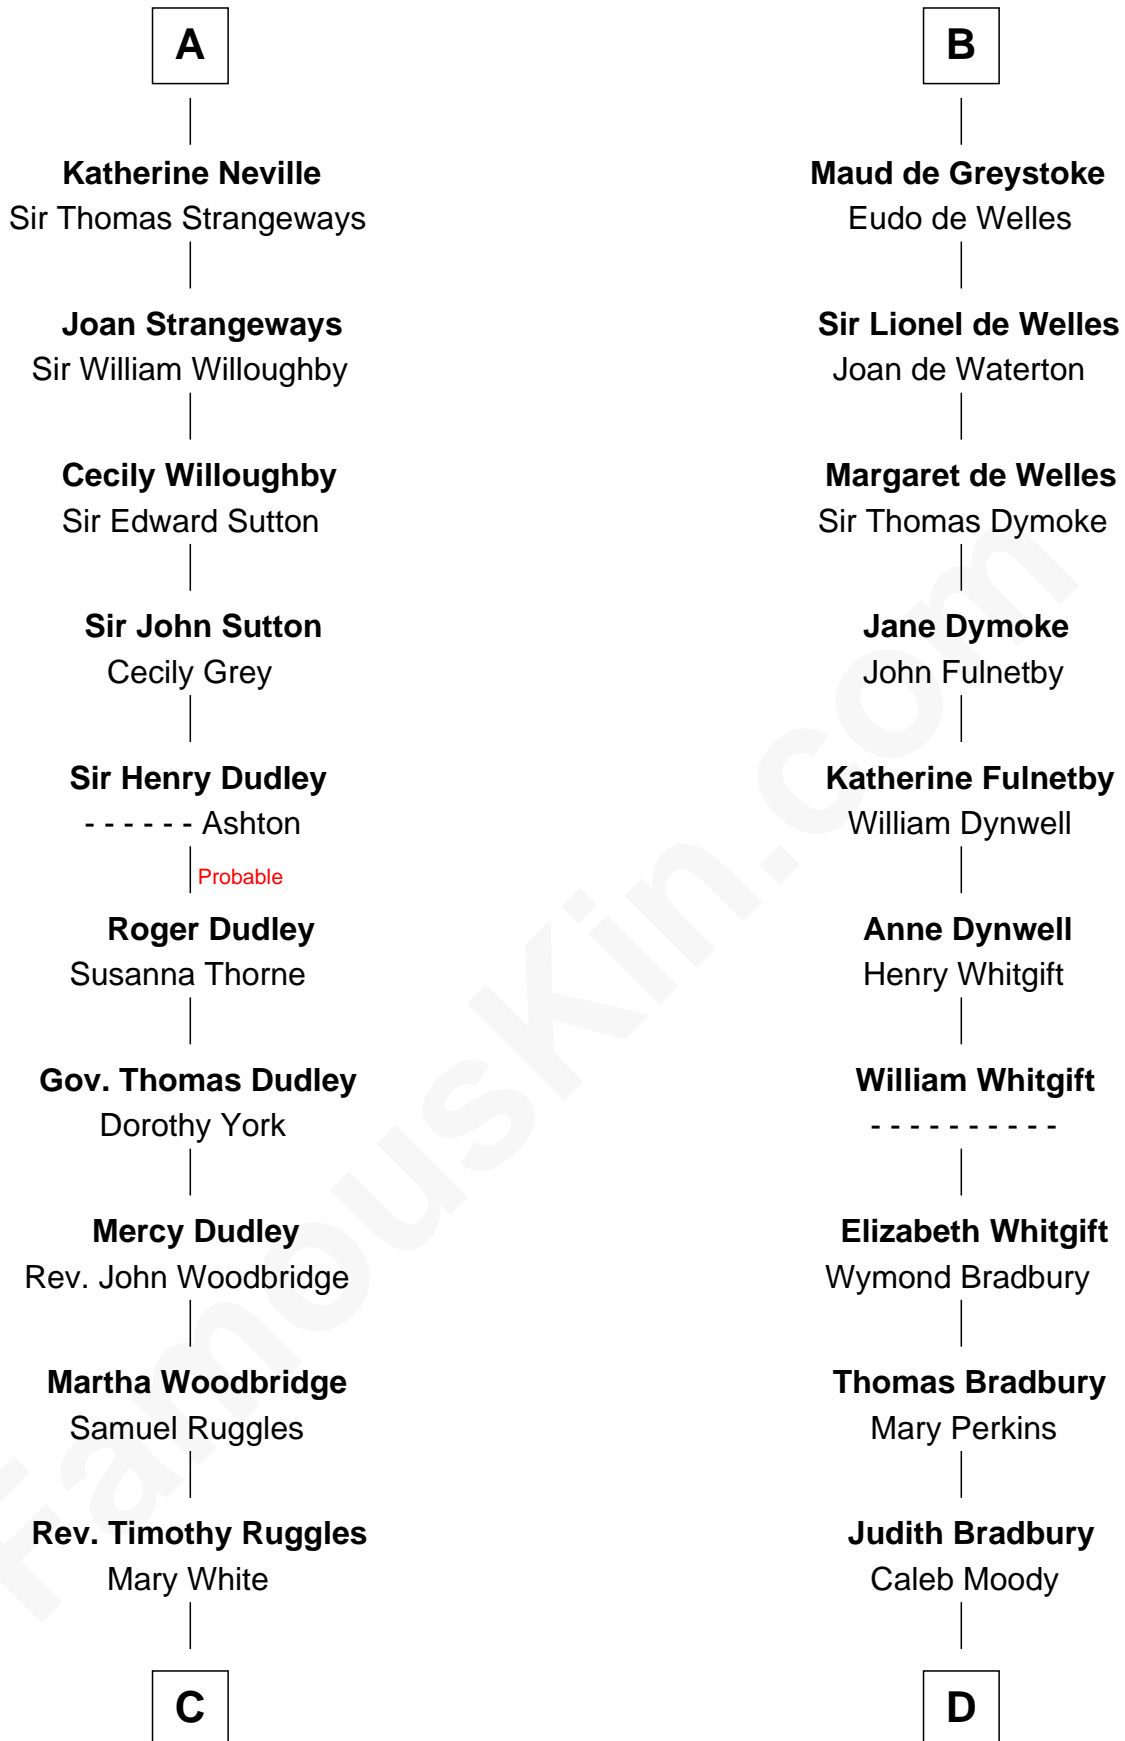 A
Katherine Neville
Sir Thomas Strangeways
Joan Strangeways
Sir William Willoughby
Cecily Willoughby
Sir Edward Sutton
Sir John Sutton
Cecily Grey
Sir Henry Dudley
- - - - - - Ashton
Probable
Roger Dudley
Susanna Thorne
Gov. Thomas Dudley
Dorothy York
Mercy Dudley
Rev. John Woodbridge
Martha Woodbridge
Samuel Ruggles
Rev. Timothy Ruggles
Mary White
C
B
Maud de Greystoke
Eudo de Welles
Sir Lionel de Welles
Joan de Waterton
Margaret de Welles
Sir Thomas Dymoke
Jane Dymoke
John Fulnetby
Katherine Fulnetby
William Dynwell
Anne Dynwell
Henry Whitgift
William Whitgift
- - - - - - - - - -
Elizabeth Whitgift
Wymond Bradbury
Thomas Bradbury
Mary Perkins
Judith Bradbury
Caleb Moody
D
FamousKin.com